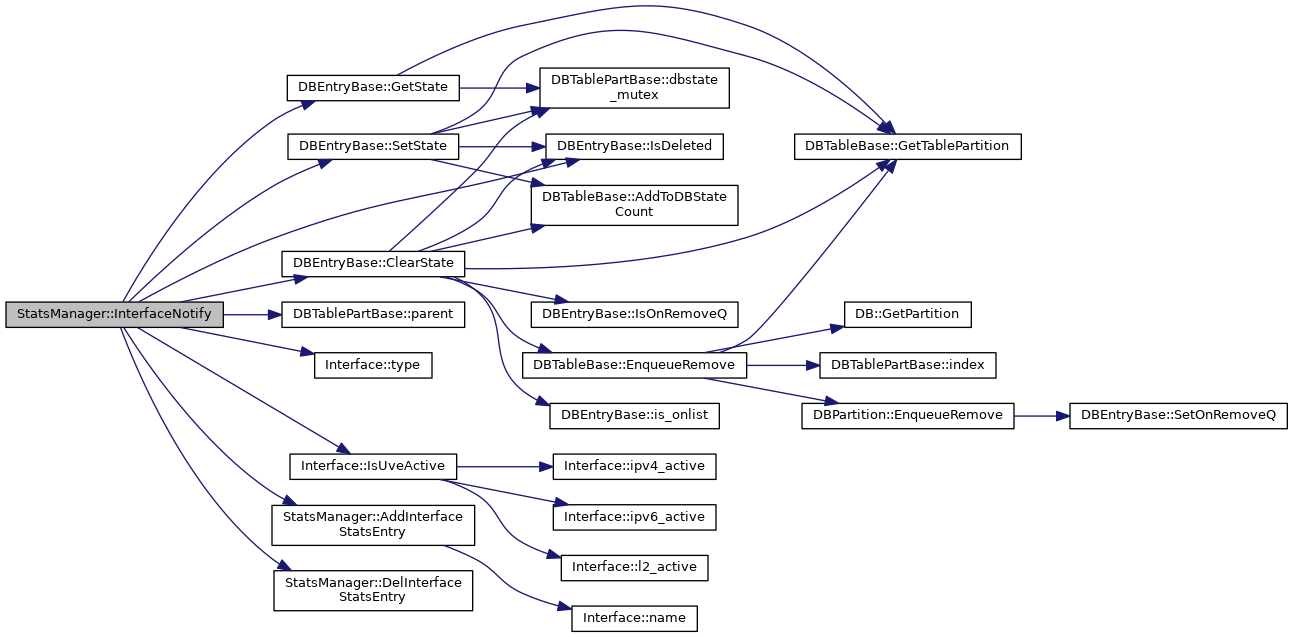 StatsManager::InterfaceNotify
DBEntryBase::GetState
DBEntryBase::SetState
DBEntryBase::ClearState
DBTablePartBase::parent
Interface::type
Interface::IsUveActive
StatsManager::AddInterface
StatsEntry
StatsManager::DelInterface
StatsEntry
DBTablePartBase::dbstate
_mutex
DBEntryBase::IsDeleted
DBTableBase::AddToDBState
Count
DBEntryBase::IsOnRemoveQ
DBTableBase::EnqueueRemove
DBEntryBase::is_onlist
Interface::ipv4_active
Interface::ipv6_active
Interface::l2_active
Interface::name
DBTableBase::GetTablePartition
DB::GetPartition
DBTablePartBase::index
DBPartition::EnqueueRemove
DBEntryBase::SetOnRemoveQ